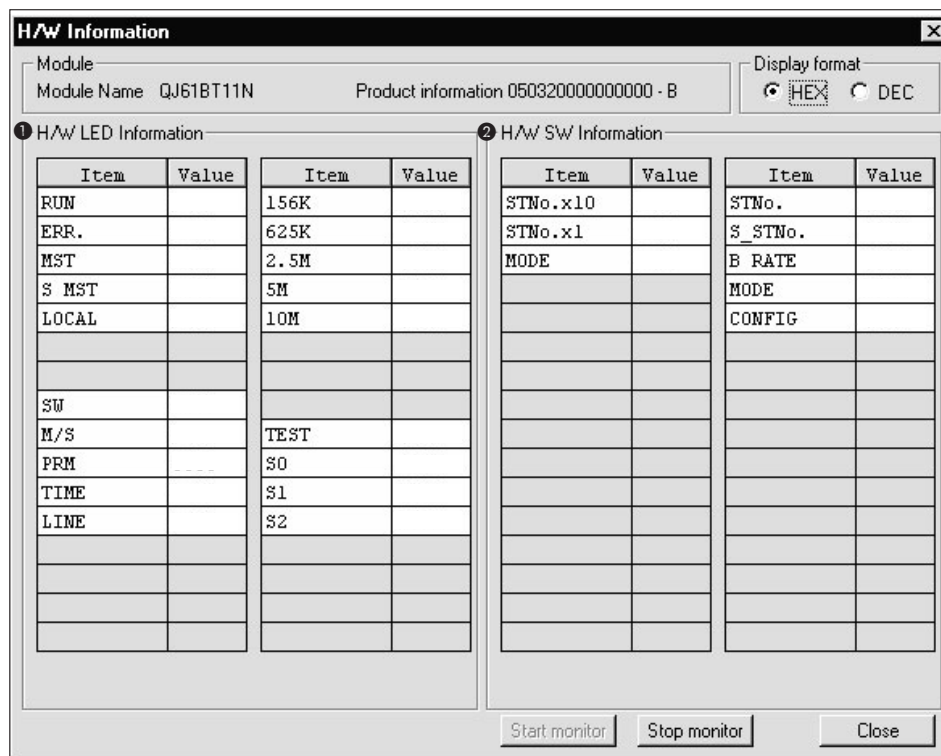 H/W Information
Module
Display format
Module Name QJ61BT11N Product information 050320000000000 - B
HEX DEC
❶ H/W LED Information
Item Value Item Value
RUN 156K
ERR. 625K
MST 2.5M
S MST 5M
LOCAL 10M
SW
M/S TEST
PRM S0
TIME S1
LINE S2
❷ H/W SW Information
Item Value Item Value
STNo.x10 STNo.
STNo.x1 S_STNo.
MODE B RATE
MODE
CONFIG
Start monitor Stop monitor Close